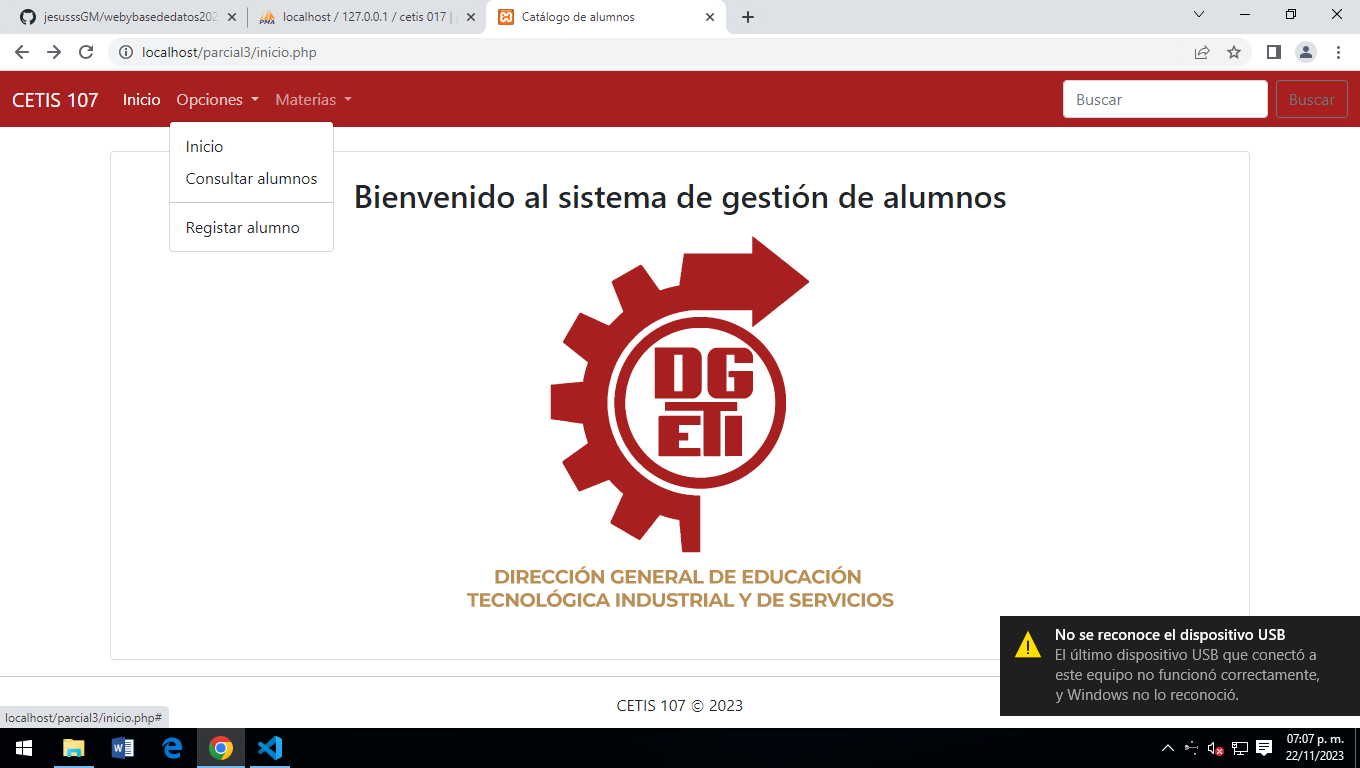 jesusssGM/webybasededatos202
localhost / 127.0.0.1 / cetis 017 |
Catálogo de alumnos
localhost/parcial3/inicio.php
CETIS 107
Inicio
Opciones
Materias
Buscar
Buscar
Inicio
Consultar alumnos
Registar alumno
Bienvenido al sistema de gestión de alumnos
DG
ETI
DIRECCIÓN GENERAL DE EDUCACIÓN
TECNOLÓGICA INDUSTRIAL Y DE SERVICIOS
No se reconoce el dispositivo USB
El último dispositivo USB que conectó a
este equipo no funcionó correctamente,
y Windows no lo reconoció.
CETIS 107 © 2023
localhost/parcial3/inicio.php#
07:07 p. m.
22/11/2023